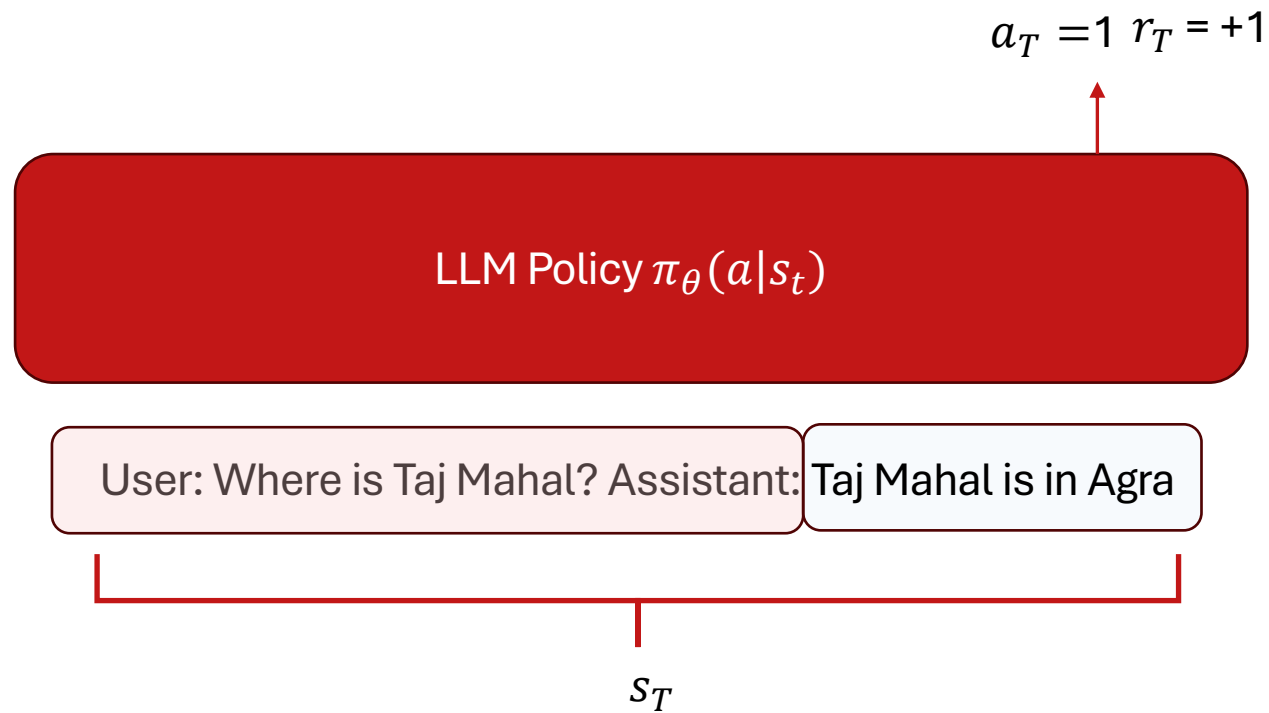 a_T =1 r_T = +1
LLM Policy π_θ(a|s_t)
User: Where is Taj Mahal? Assistant: Taj Mahal is in Agra
s_T